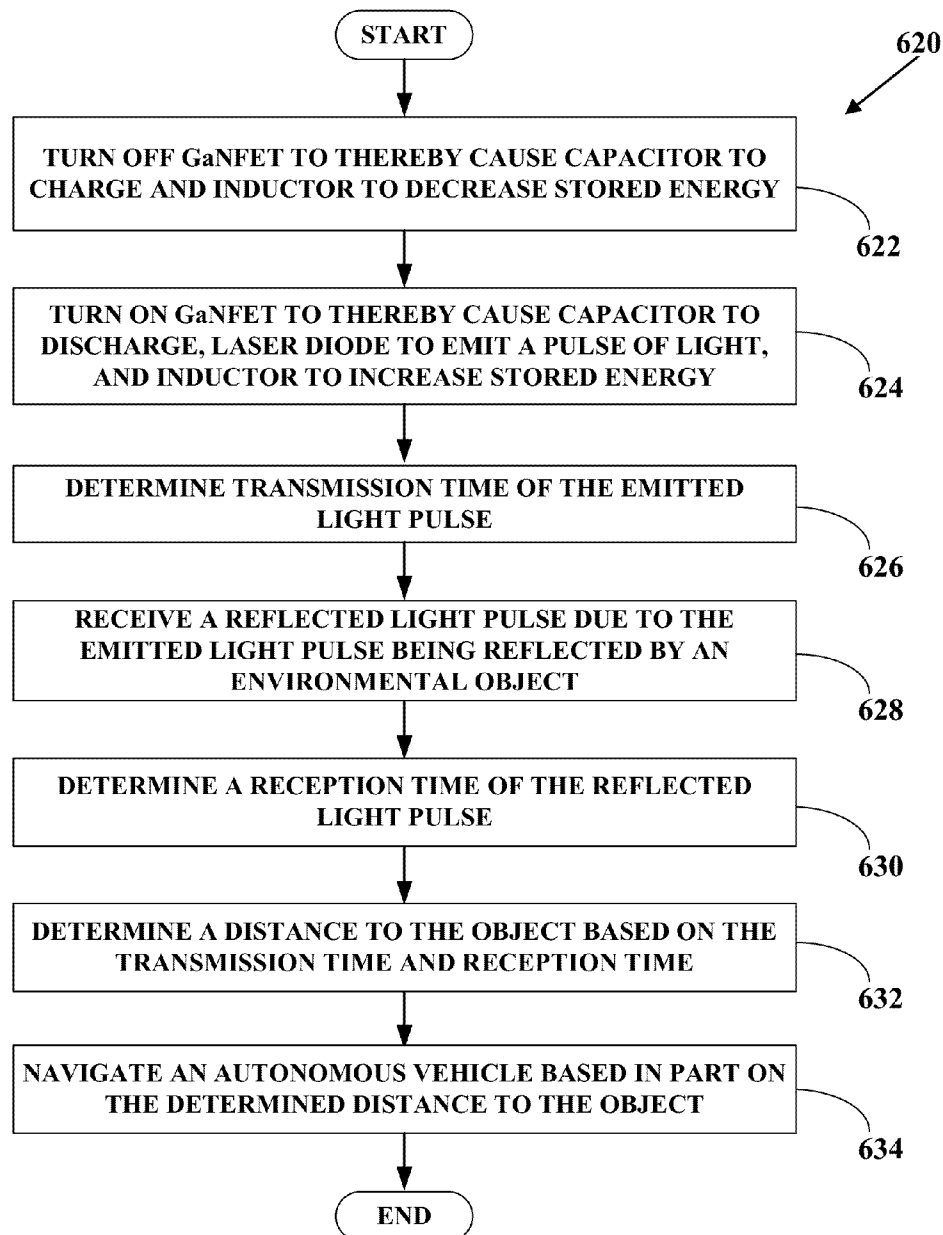 START
620
TURN OFF GaNFET TO THEREBY CAUSE CAPACITOR TO
CHARGE AND INDUCTOR TO DECREASE STORED ENERGY
622
TURN ON GaNFET TO THEREBY CAUSE CAPACITOR TO
DISCHARGE, LASER DIODE TO EMIT A PULSE OF LIGHT,
AND INDUCTOR TO INCREASE STORED ENERGY
624
DETERMINE TRANSMISSION TIME OF THE EMITTED
LIGHT PULSE
626
RECEIVE A REFLECTED LIGHT PULSE DUE TO THE
EMITTED LIGHT PULSE BEING REFLECTED BY AN
ENVIRONMENTAL OBJECT
628
DETERMINE A RECEPTION TIME OF THE REFLECTED
LIGHT PULSE
630
DETERMINE A DISTANCE TO THE OBJECT BASED ON THE
TRANSMISSION TIME AND RECEPTION TIME
632
NAVIGATE AN AUTONOMOUS VEHICLE BASED IN PART ON
THE DETERMINED DISTANCE TO THE OBJECT
634
END